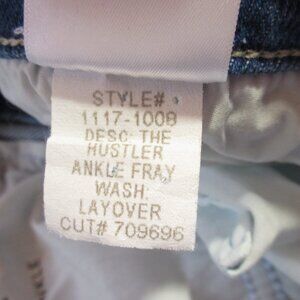 STYLE#
1117-1008
DESC: THE
HUSTLER
ANKLE FRAY
WASH:
LAYOVER
CUT# 709696